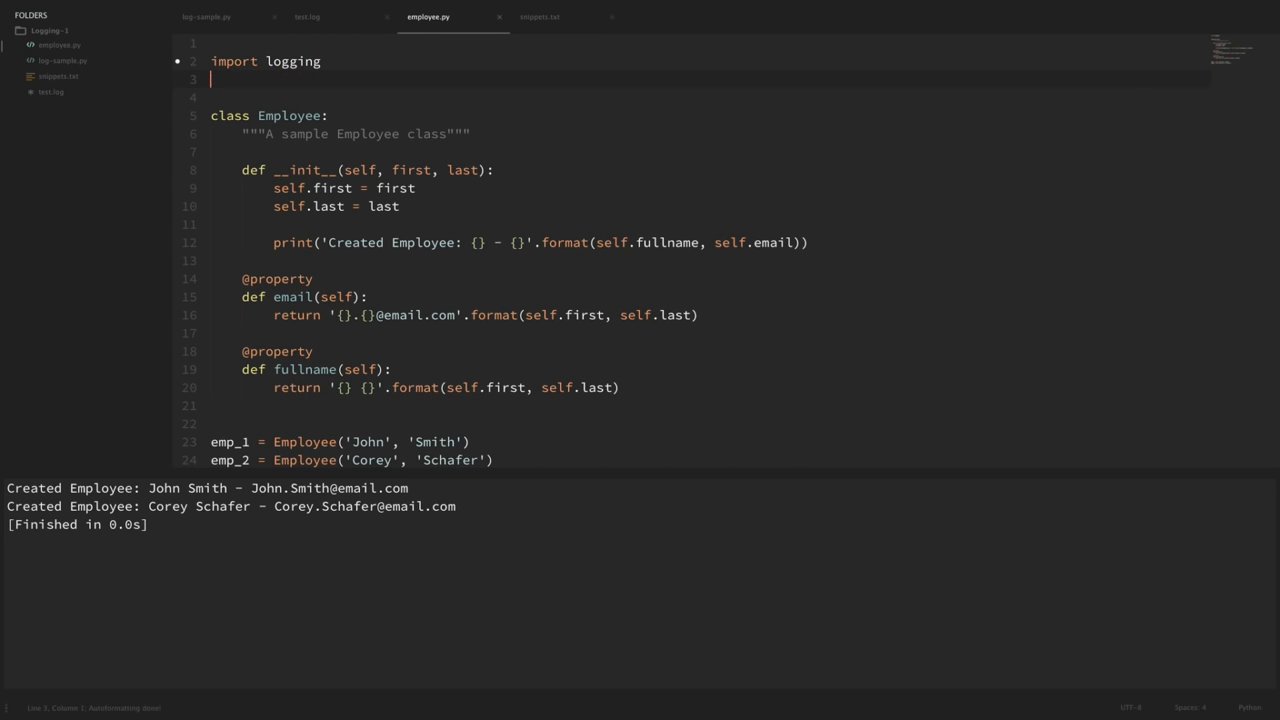 FOLDERS
Logging-1
employee.py
log-sample.py
snippets.txt
test.log
log-sample.py × test.log × employee.py × snippets.txt ×
1
2 import logging
3
4
5 class Employee:
6 """A sample Employee class"""
7
8 def __init__(self, first, last):
9 self.first = first
10 self.last = last
11
12 print('Created Employee: {} - {}'.format(self.fullname, self.email))
13
14 @property
15 def email(self):
16 return '{}.{}@email.com'.format(self.first, self.last)
17
18 @property
19 def fullname(self):
20 return '{} {}'.format(self.first, self.last)
21
22
23 emp_1 = Employee('John', 'Smith')
24 emp_2 = Employee('Corey', 'Schafer')
Created Employee: John Smith - John.Smith@email.com
Created Employee: Corey Schafer - Corey.Schafer@email.com
[Finished in 0.0s]
Line 3, Column 1; Autoformatting done! UTF-8 Spaces: 4 Python